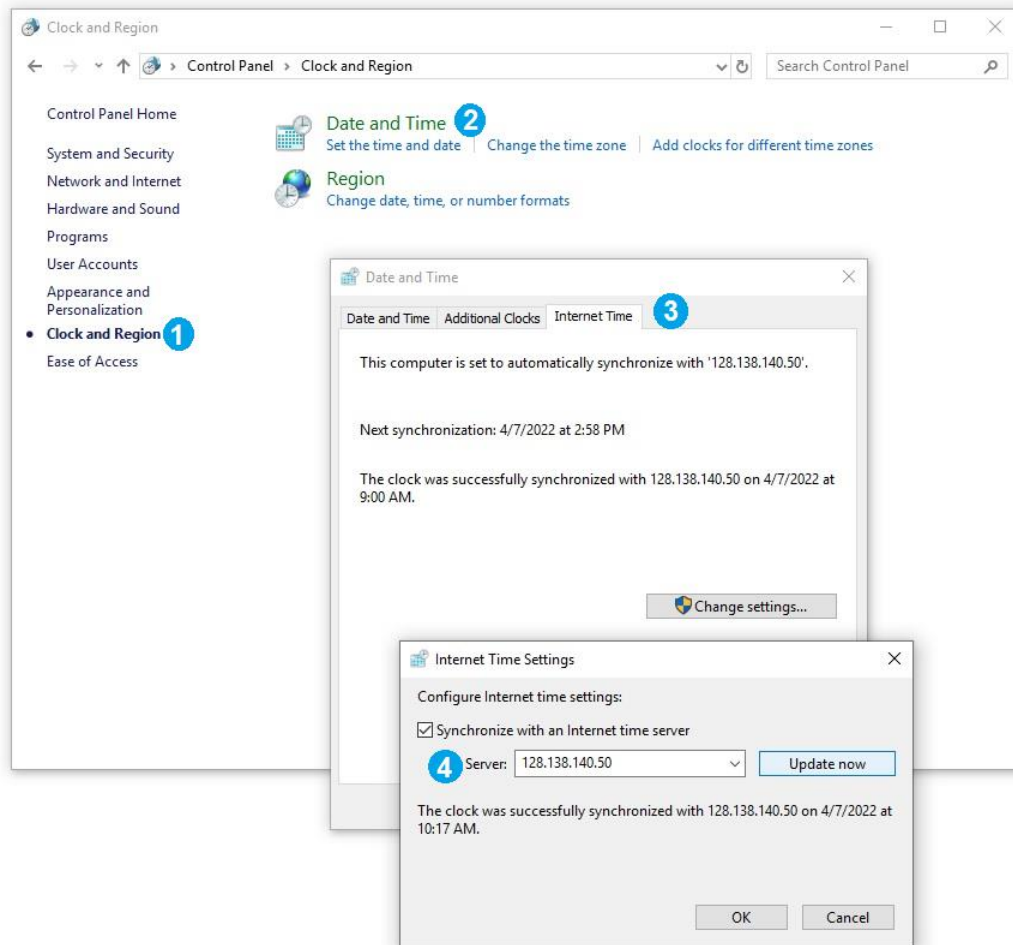 Clock and Region
Control Panel > Clock and Region
Search Control Panel
Control Panel Home
System and Security
Network and Internet
Hardware and Sound
Programs
User Accounts
Appearance and
Personalization
Clock and Region 1
Ease of Access
Date and Time 2
Set the time and date | Change the time zone | Add clocks for different time zones
Region
Change date, time, or number formats
Date and Time
Date and Time Additional Clocks Internet Time 3
This computer is set to automatically synchronize with '128.138.140.50'.
Next synchronization: 4/7/2022 at 2:58 PM
The clock was successfully synchronized with 128.138.140.50 on 4/7/2022 at
9:00 AM.
Change settings...
Internet Time Settings
Configure Internet time settings:
Synchronize with an Internet time server
4 Server: 128.138.140.50 Update now
The clock was successfully synchronized with 128.138.140.50 on 4/7/2022 at
10:17 AM.
OK Cancel